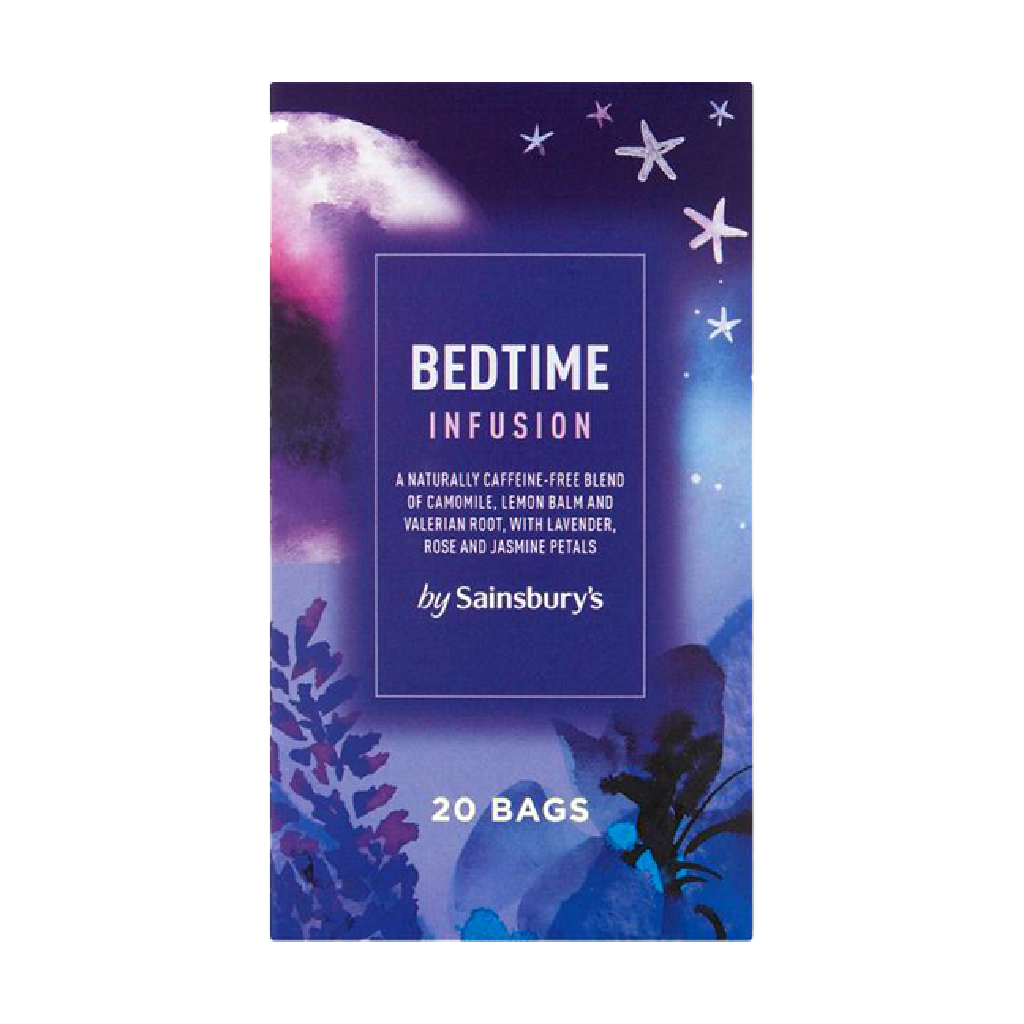 BEDTIME
INFUSION
A NATURALLY CAFFEINE-FREE BLEND
OF CAMOMILE, LEMON BALM AND
VALERIAN ROOT, WITH LAVENDER,
ROSE AND JASMINE PETALS
by Sainsbury's
20 BAGS